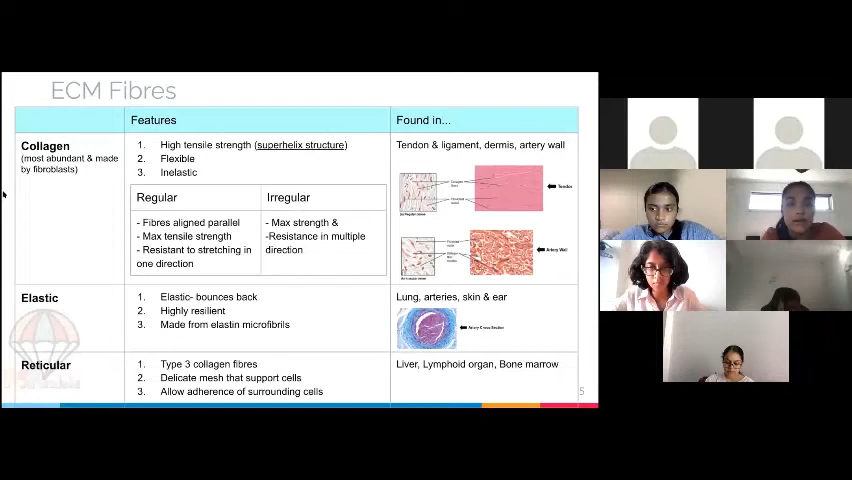 ECM Fibres
Features
Found in...
Collagen
(most abundant & made
by fibroblasts)
1. High tensile strength (superhelix structure)
2. Flexible
3. Inelastic
Regular
Irregular
- Fibres aligned parallel
- Max tensile strength
- Resistant to stretching in
one direction
- Max strength &
-Resistance in multiple
direction
Tendon & ligament, dermis, artery wall
Tendon
Artery Wall
Elastic
1. Elastic- bounces back
2. Highly resilient
3. Made from elastin microfibrils
Lung, arteries, skin & ear
Artery Cross Section
Reticular
1. Type 3 collagen fibres
2. Delicate mesh that support cells
3. Allow adherence of surrounding cells
Liver, Lymphoid organ, Bone marrow
5